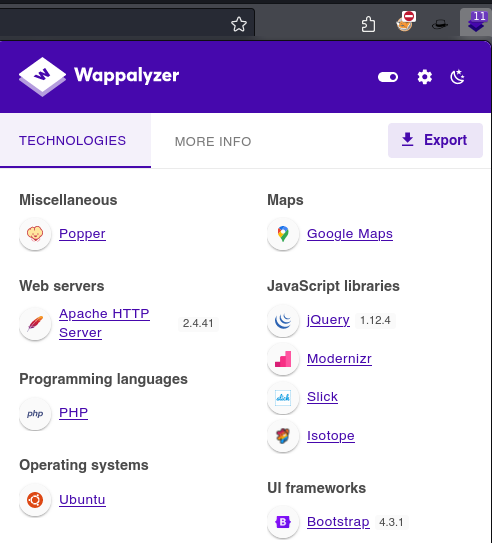 11
Wappalyzer
TECHNOLOGIES
MORE INFO
Export
Miscellaneous
Popper
Web servers
Apache HTTP
Server
2.4.41
Programming languages
php
PHP
Operating systems
Ubuntu
Maps
Google Maps
JavaScript libraries
jQuery 1.12.4
Modernizr
slick
Slick
Isotope
UI frameworks
B
Bootstrap 4.3.1